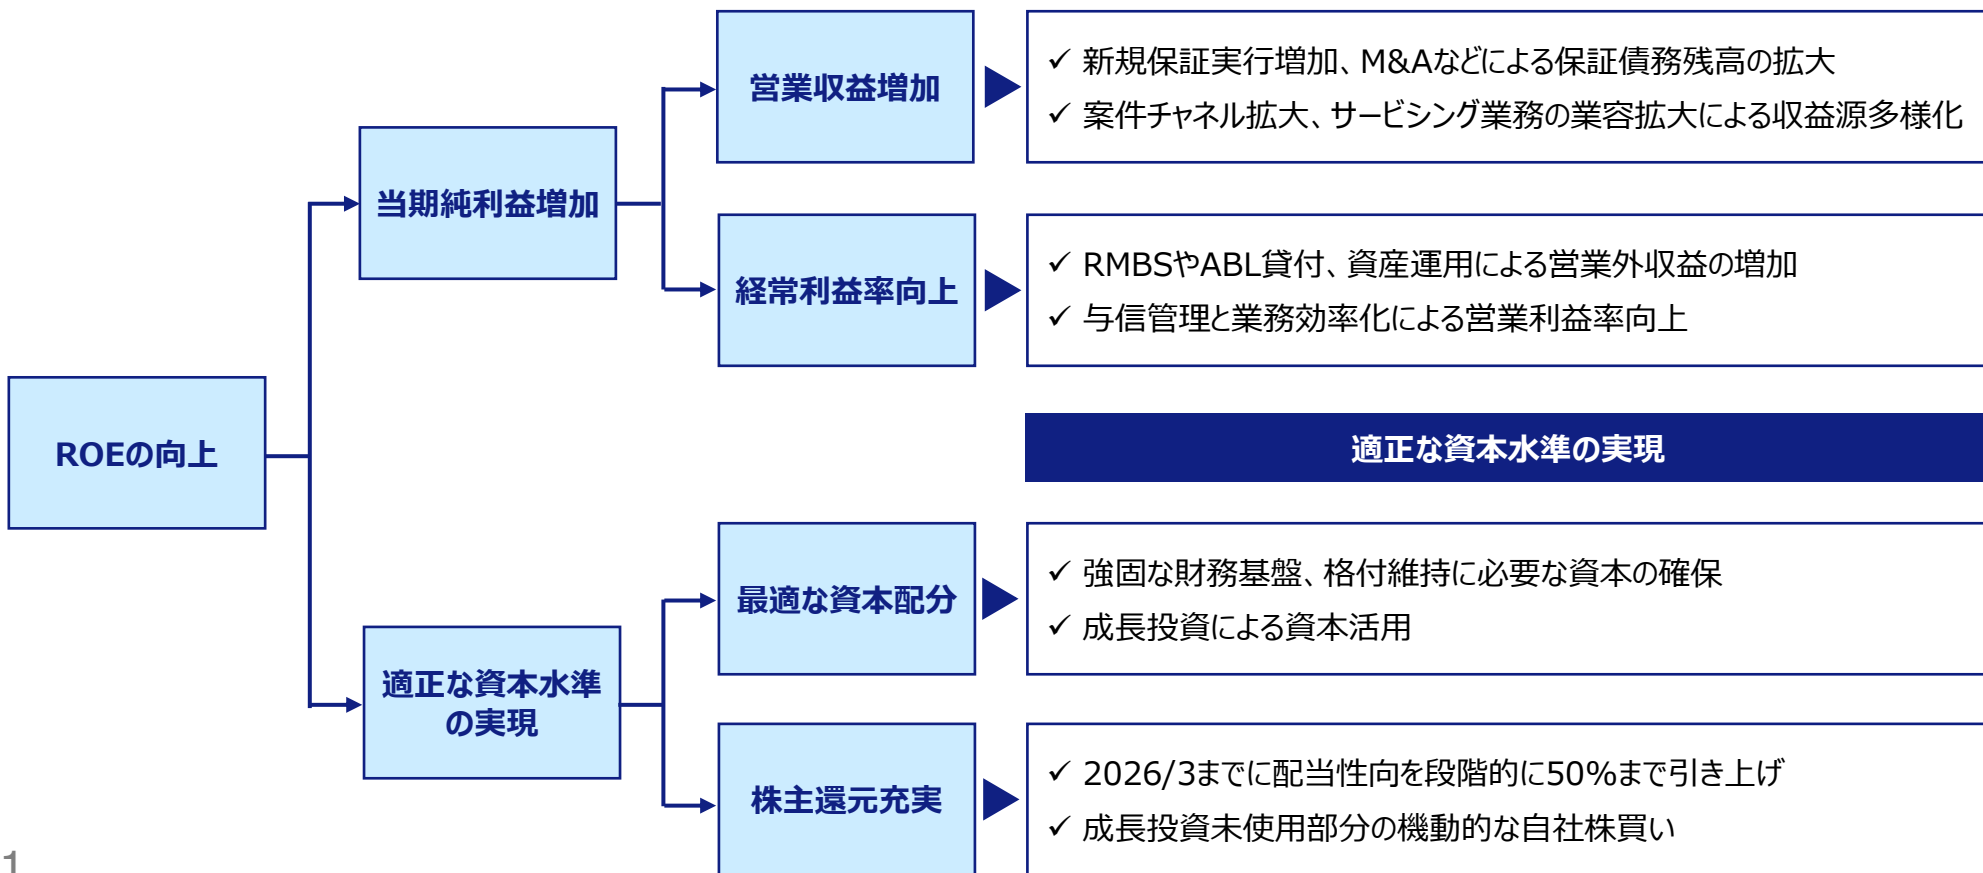 営業収益増加
✓ 新規保証実行増加、M&Aなどによる保証債務残高の拡大
✓ 案件チャネル拡大、サービシング業務の業容拡大による収益源多様化
当期純利益増加
経常利益率向上
✓ RMBSやABL貸付、資産運用による営業外収益の増加
✓ 与信管理と業務効率化による営業利益率向上
ROEの向上
適正な資本水準の実現
最適な資本配分
✓ 強固な財務基盤、格付維持に必要な資本の確保
✓ 成長投資による資本活用
適正な資本水準
の実現
株主還元充実
✓ 2026/3までに配当性向を段階的に50%まで引き上げ
✓ 成長投資未使用部分の機動的な自社株買い
1